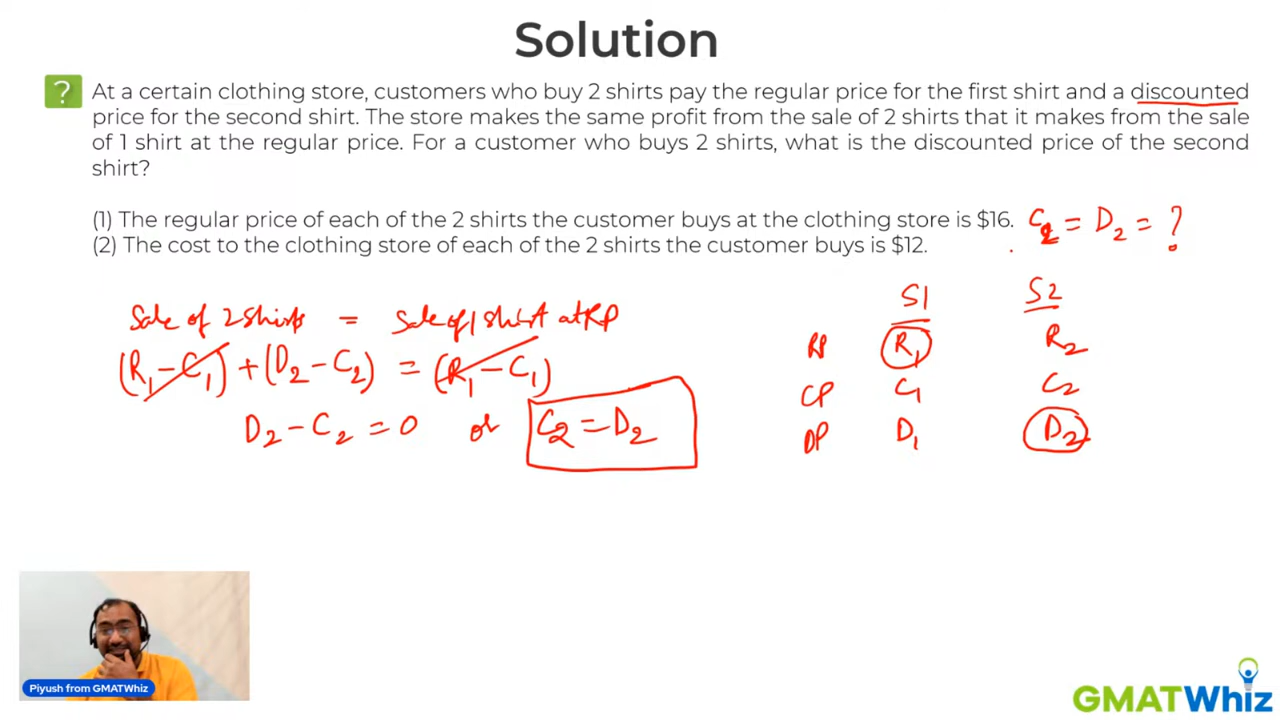 Solution
?
At a certain clothing store, customers who buy 2 shirts pay the regular price for the first shirt and a discounted
price for the second shirt. The store makes the same profit from the sale of 2 shirts that it makes from the sale
of 1 shirt at the regular price. For a customer who buys 2 shirts, what is the discounted price of the second
shirt?
(1) The regular price of each of the 2 shirts the customer buys at the clothing store is $16.
(2) The cost to the clothing store of each of the 2 shirts the customer buys is $12.
C₂ = D₂ = ?
Sale of 2 shirts = Sale of 1 shirt at RP
(R₁ − C₁) + (D₂ − C₂) = (R₁ − C₁)
D₂ − C₂ = 0 or C₂ = D₂
S1 S2
RP R₁ R₂
CP C₁ C₂
DP D₁ D₂
Piyush from GMATWhiz
GMATWhiz